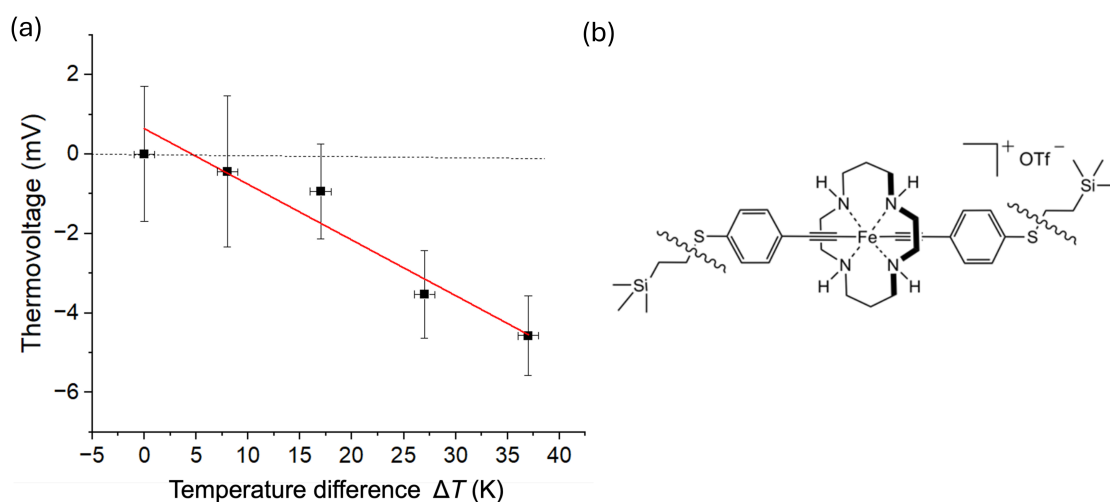 (a)
Thermovoltage (mV)
2
0
−2
−4
−6
−5 0 5 10 15 20 25 30 35 40
Temperature difference ΔT (K)
(b)
+ OTf −
Si
H H
N N
S Fe S
N N
H H
Si